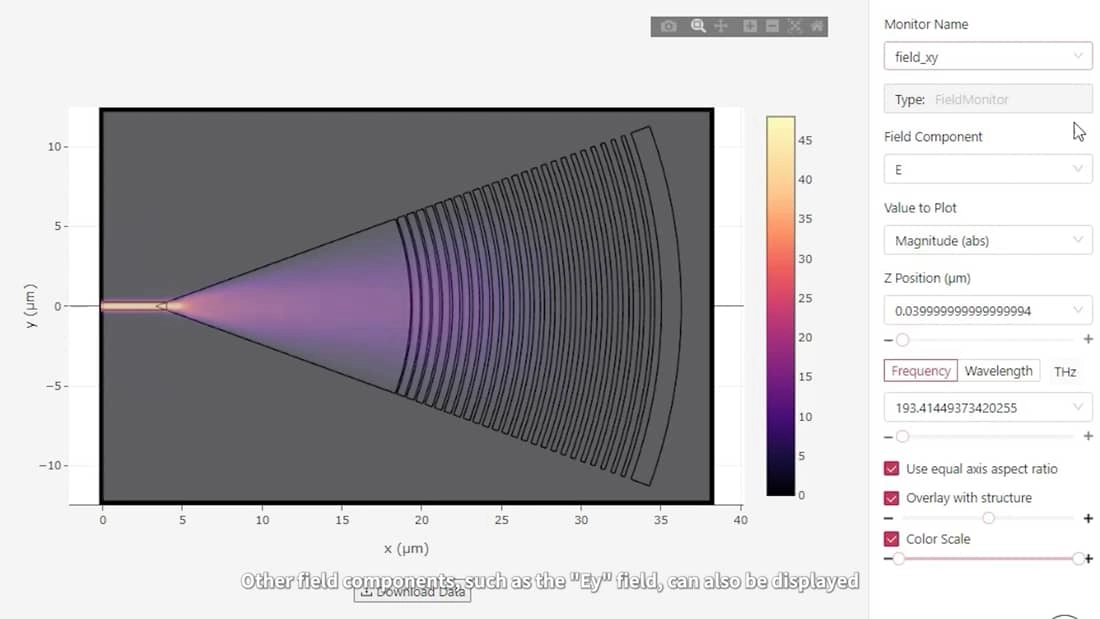 Monitor Name
field_xy
Type: FieldMonitor
Field Component
E
Value to Plot
Magnitude (abs)
Z Position (μm)
0.039999999999999994
− +
Frequency Wavelength THz
193.41449373420255
− +
Use equal axis aspect ratio
Overlay with structure
− +
Color Scale
− +
10
5
0
−5
−10
y (μm)
0 5 10 15 20 25 30 35 40
x (μm)
45
40
35
30
25
20
15
10
5
0
Other field components, such as the "Ey" field, can also be displayed
Download Data